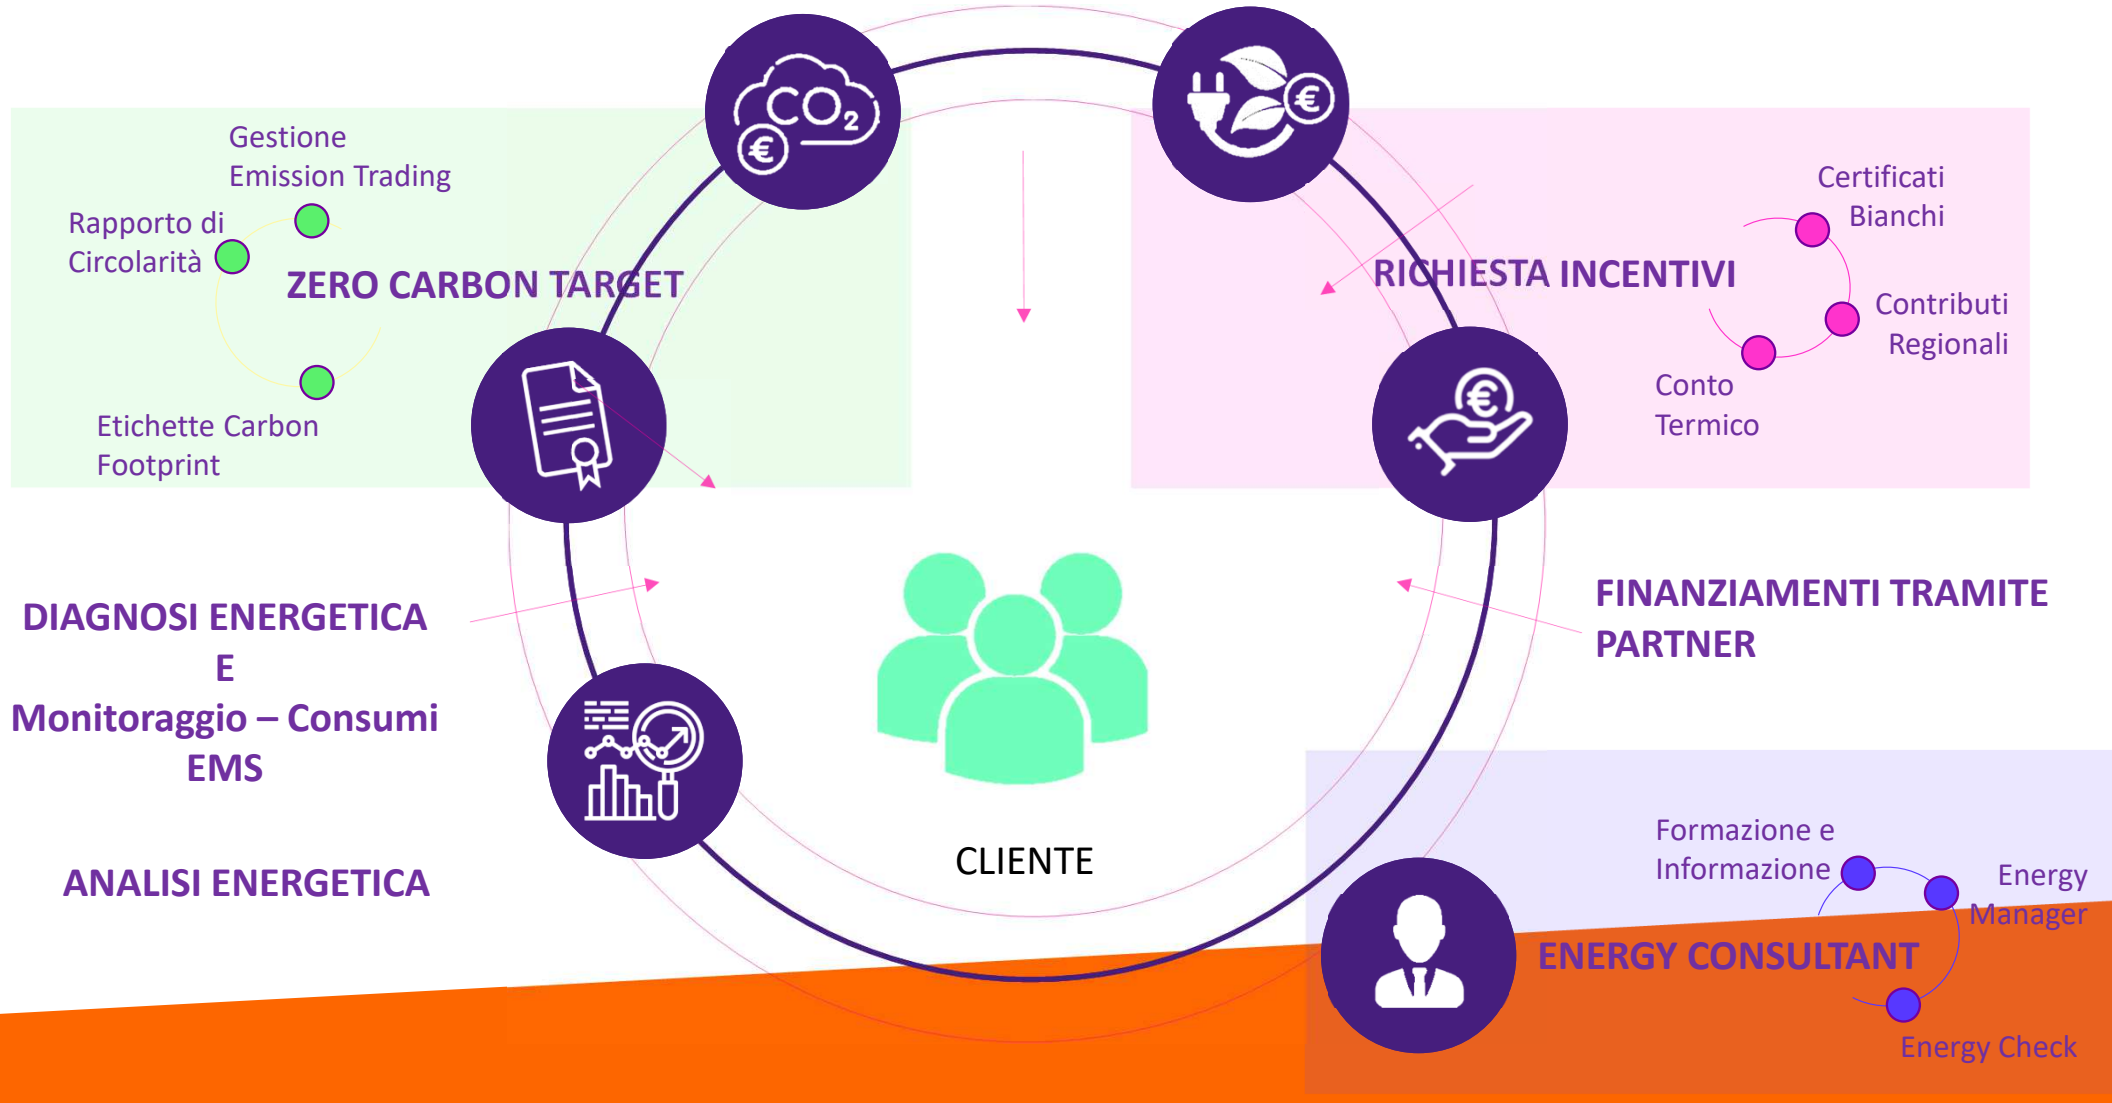 CO2
€
€
Gestione
Emission Trading
Rapporto di
Circolarità
ZERO CARBON TARGET
Etichette Carbon
Footprint
Certificati
Bianchi
RICHIESTA INCENTIVI
Contributi
Regionali
Conto
Termico
€
DIAGNOSI ENERGETICA
E
Monitoraggio – Consumi
EMS
ANALISI ENERGETICA
FINANZIAMENTI TRAMITE
PARTNER
CLIENTE
Formazione e
Informazione
Energy
Manager
ENERGY CONSULTANT
Energy Check